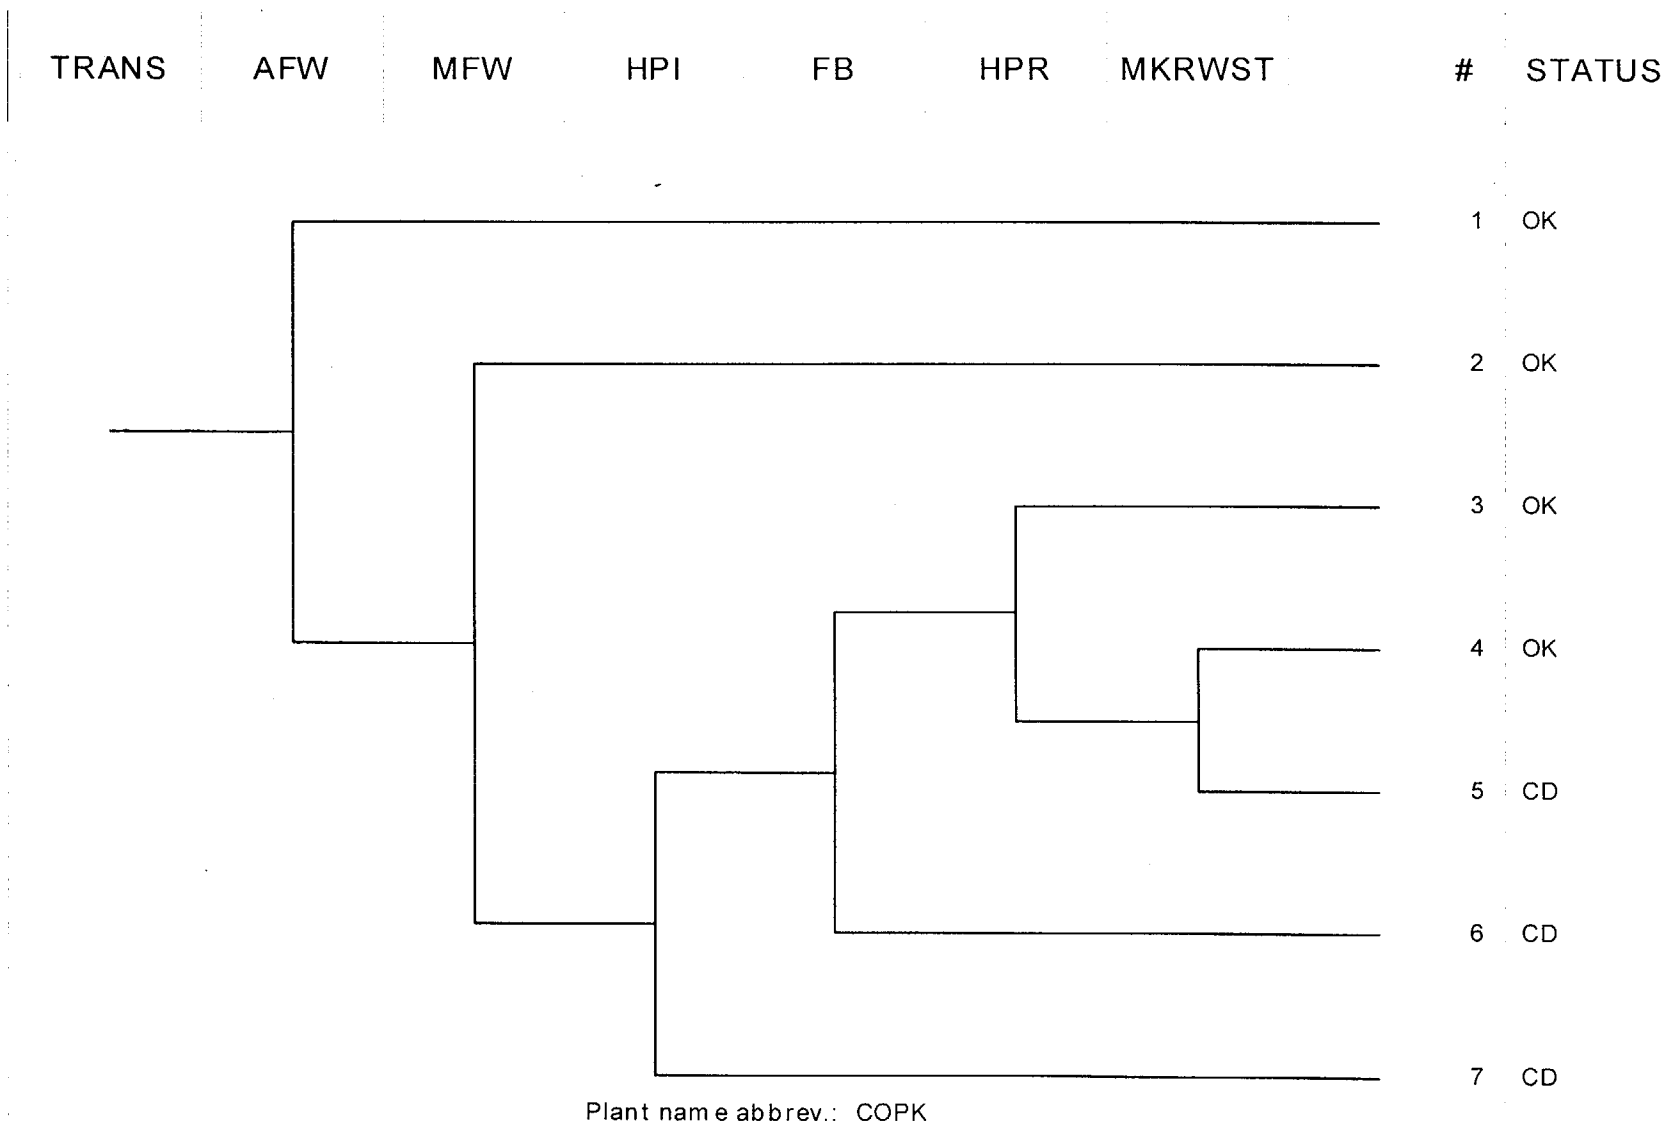 TRANS AFW MFW HPI FB HPR MKRWST # STATUS
1 OK
2 OK
3 OK
4 OK
5 CD
6 CD
7 CD
Plant name abbrev.: COPK